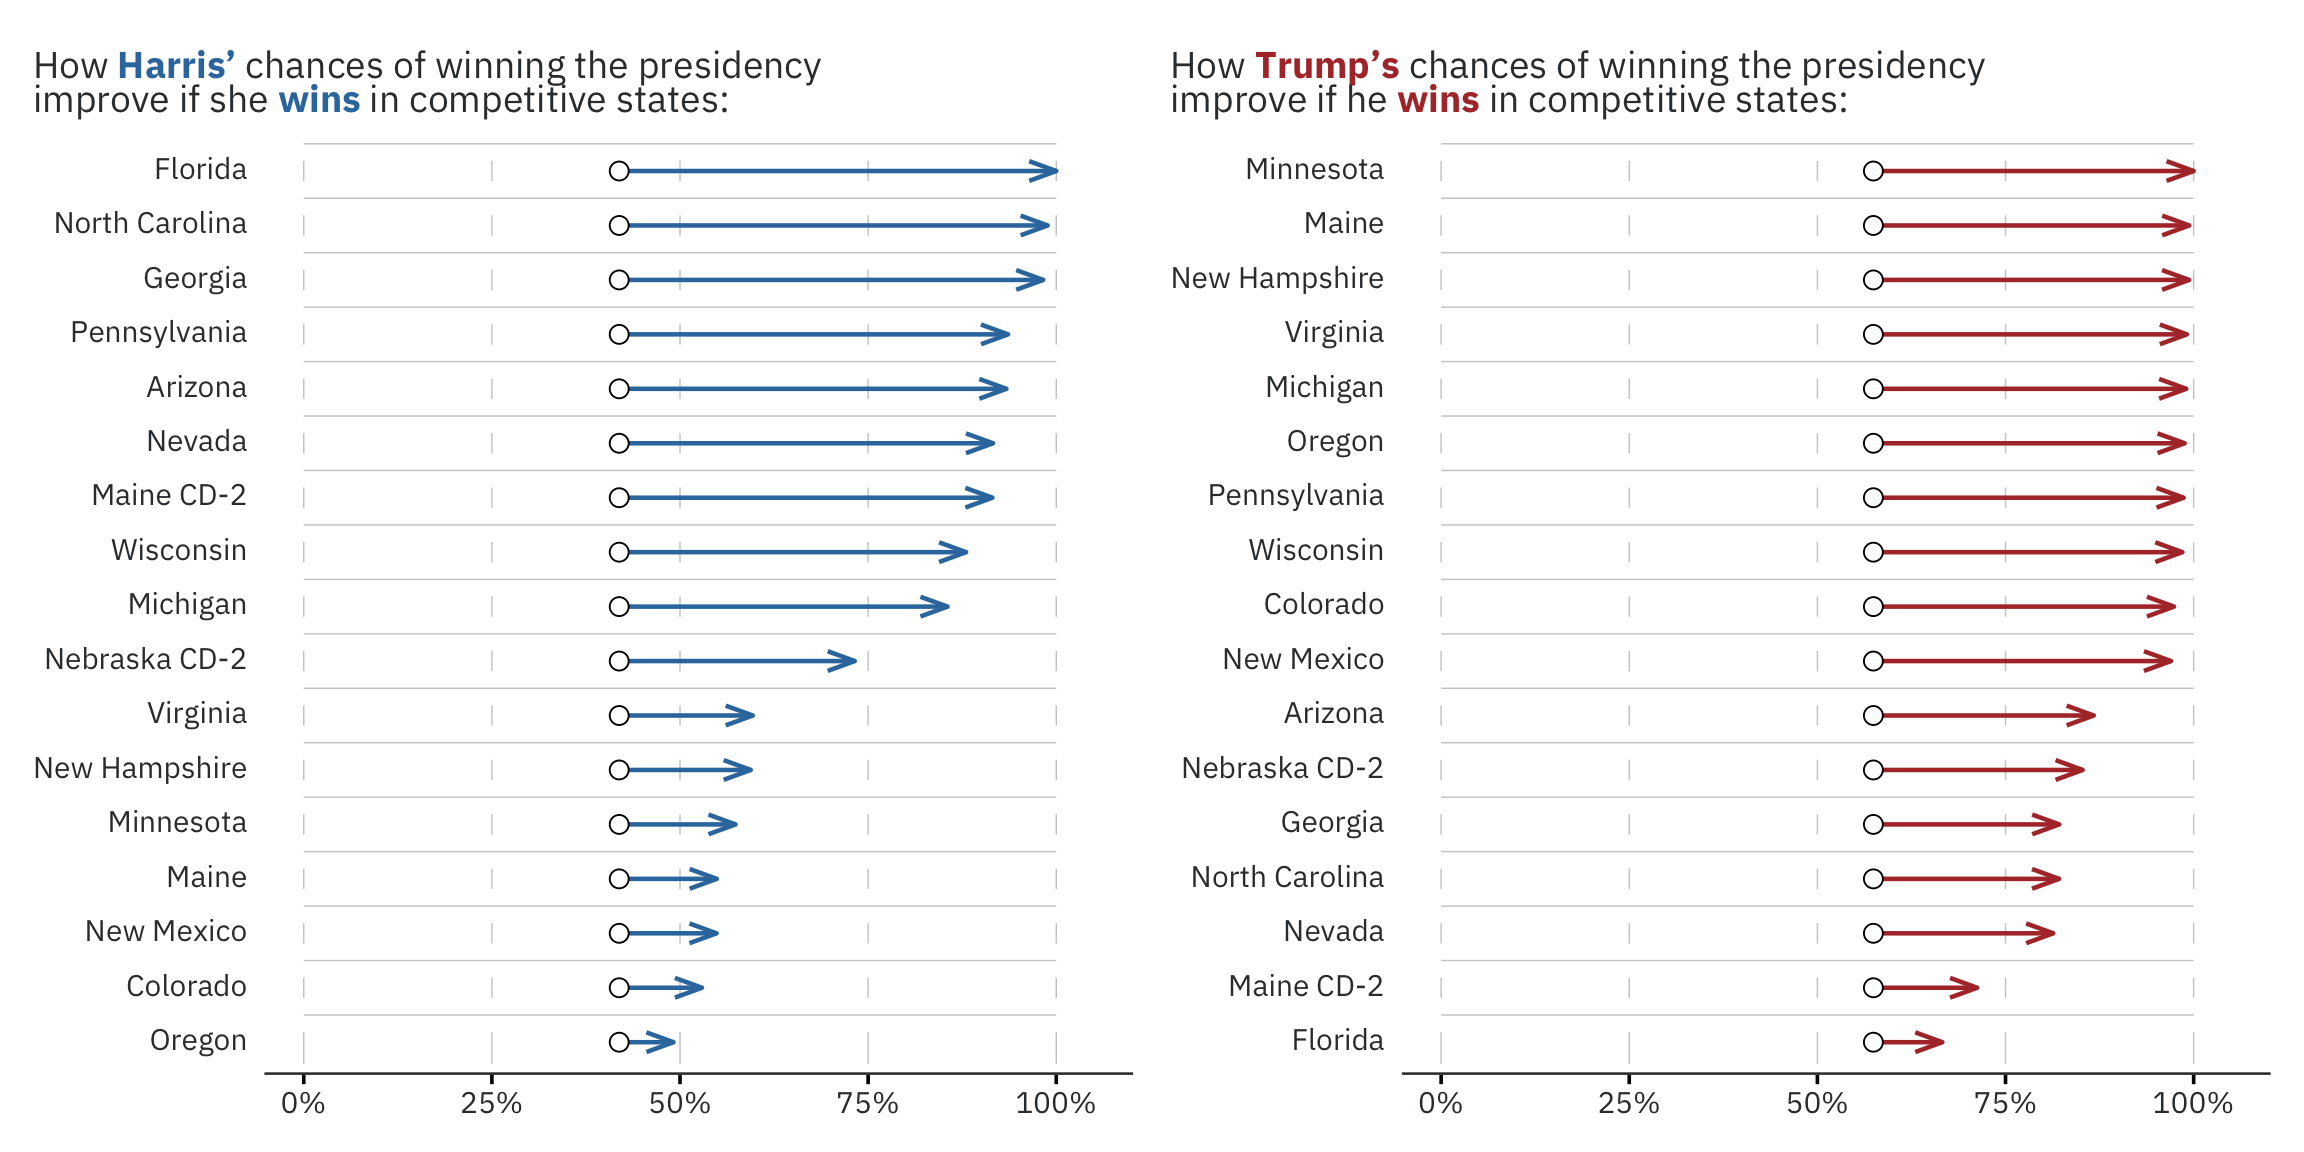 How Harris’ chances of winning the presidency
improve if she wins in competitive states:
Florida
North Carolina
Georgia
Pennsylvania
Arizona
Nevada
Maine CD-2
Wisconsin
Michigan
Nebraska CD-2
Virginia
New Hampshire
Minnesota
Maine
New Mexico
Colorado
Oregon
0% 25% 50% 75% 100%
How Trump’s chances of winning the presidency
improve if he wins in competitive states:
Minnesota
Maine
New Hampshire
Virginia
Michigan
Oregon
Pennsylvania
Wisconsin
Colorado
New Mexico
Arizona
Nebraska CD-2
Georgia
North Carolina
Nevada
Maine CD-2
Florida
0% 25% 50% 75% 100%